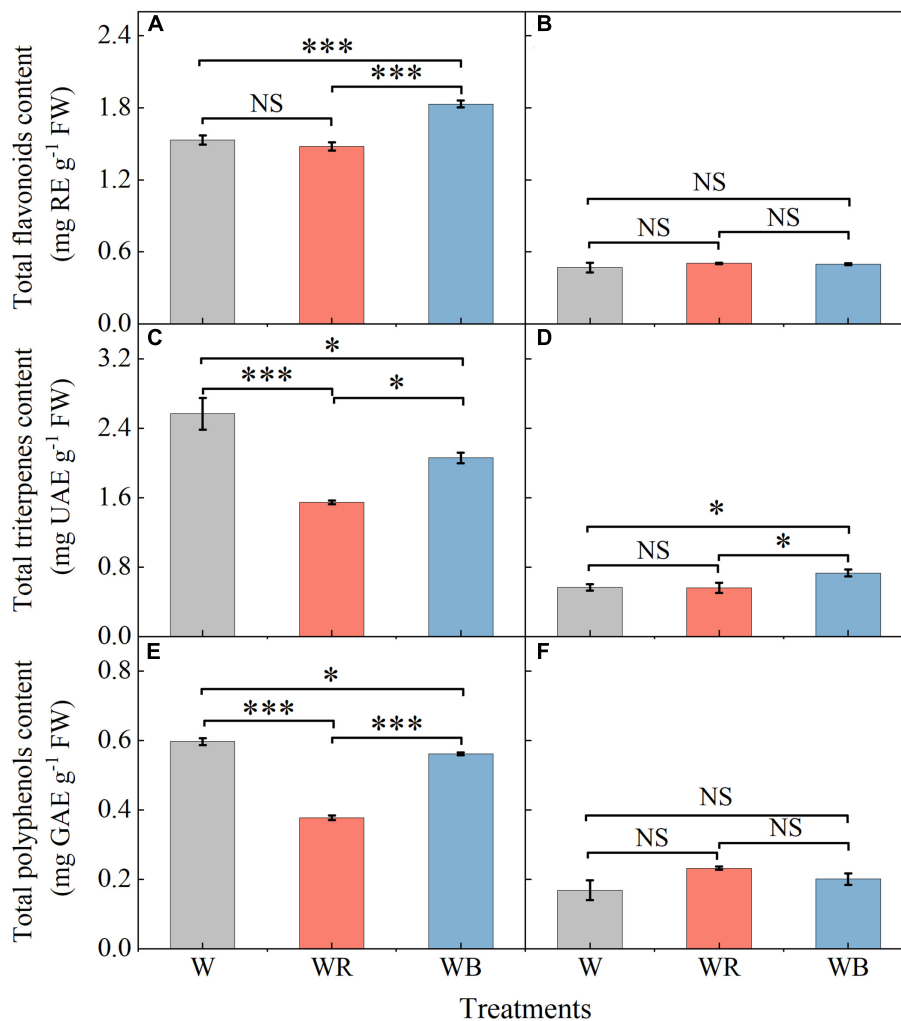 A
B
Total flavonoids content
(mg RE g⁻¹ FW)
2.4
1.8
1.2
0.6
0.0
***
***
NS
NS
NS
NS
C
D
Total triterpenes content
(mg UAE g⁻¹ FW)
3.2
2.4
1.6
0.8
0.0
*
***
*
*
NS
*
E
F
Total polyphenols content
(mg GAE g⁻¹ FW)
0.8
0.6
0.4
0.2
0.0
*
***
***
NS
NS
NS
W
WR
WB
W
WR
WB
Treatments